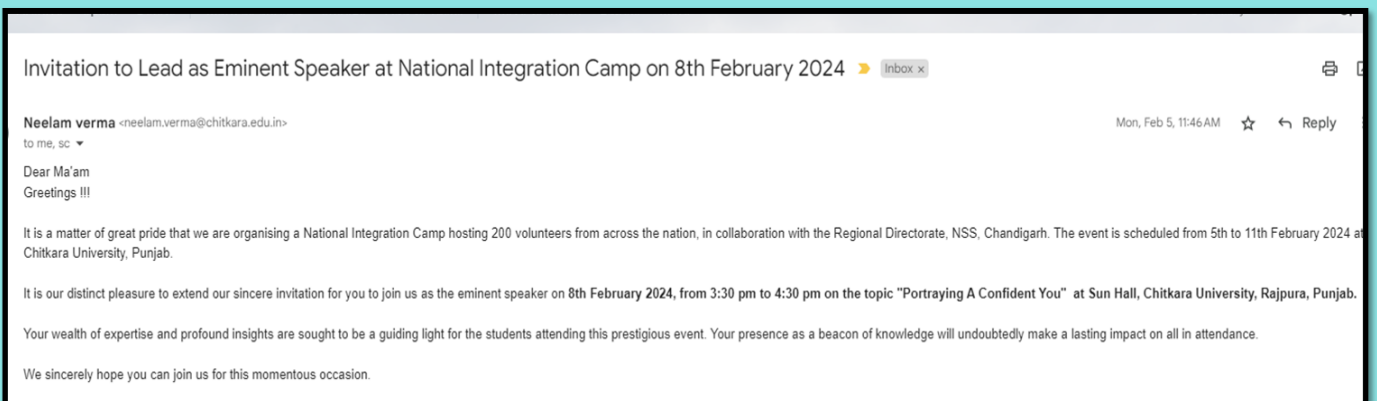 Invitation to Lead as Eminent Speaker at National Integration Camp on 8th February 2024 Inbox x
Neelam verma <neelam.verma@chitkara.edu.in> Mon, Feb 5, 11:46 AM Reply
to me, sc
Dear Ma'am
Greetings !!!
It is a matter of great pride that we are organising a National Integration Camp hosting 200 volunteers from across the nation, in collaboration with the Regional Directorate, NSS, Chandigarh. The event is scheduled from 5th to 11th February 2024 at
Chitkara University, Punjab.
It is our distinct pleasure to extend our sincere invitation for you to join us as the eminent speaker on 8th February 2024, from 3:30 pm to 4:30 pm on the topic "Portraying A Confident You" at Sun Hall, Chitkara University, Rajpura, Punjab.
Your wealth of expertise and profound insights are sought to be a guiding light for the students attending this prestigious event. Your presence as a beacon of knowledge will undoubtedly make a lasting impact on all in attendance.
We sincerely hope you can join us for this momentous occasion.